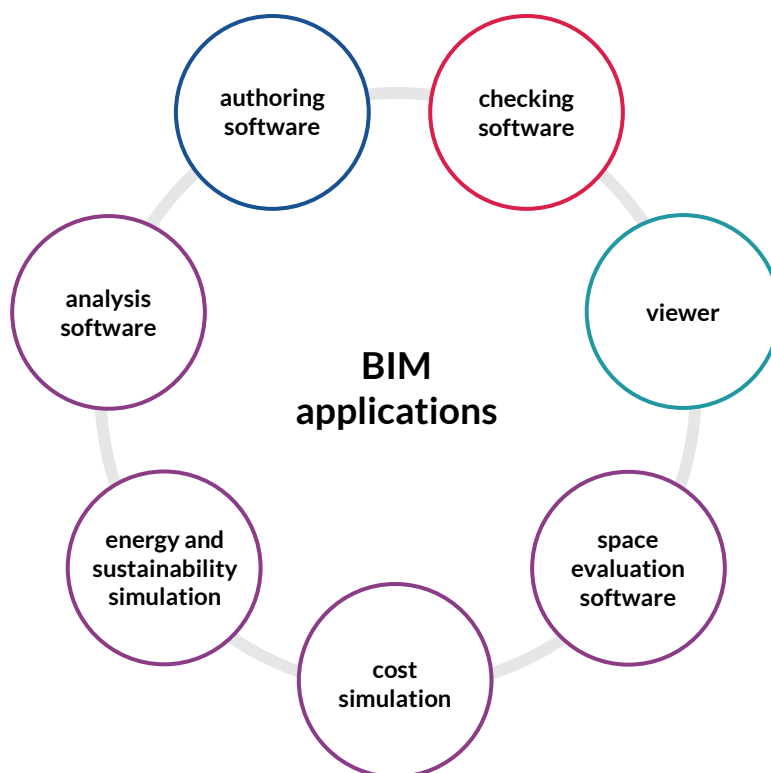 authoring
software
checking
software
analysis
software
viewer
BIM
applications
energy and
sustainability
simulation
space
evaluation
software
cost
simulation